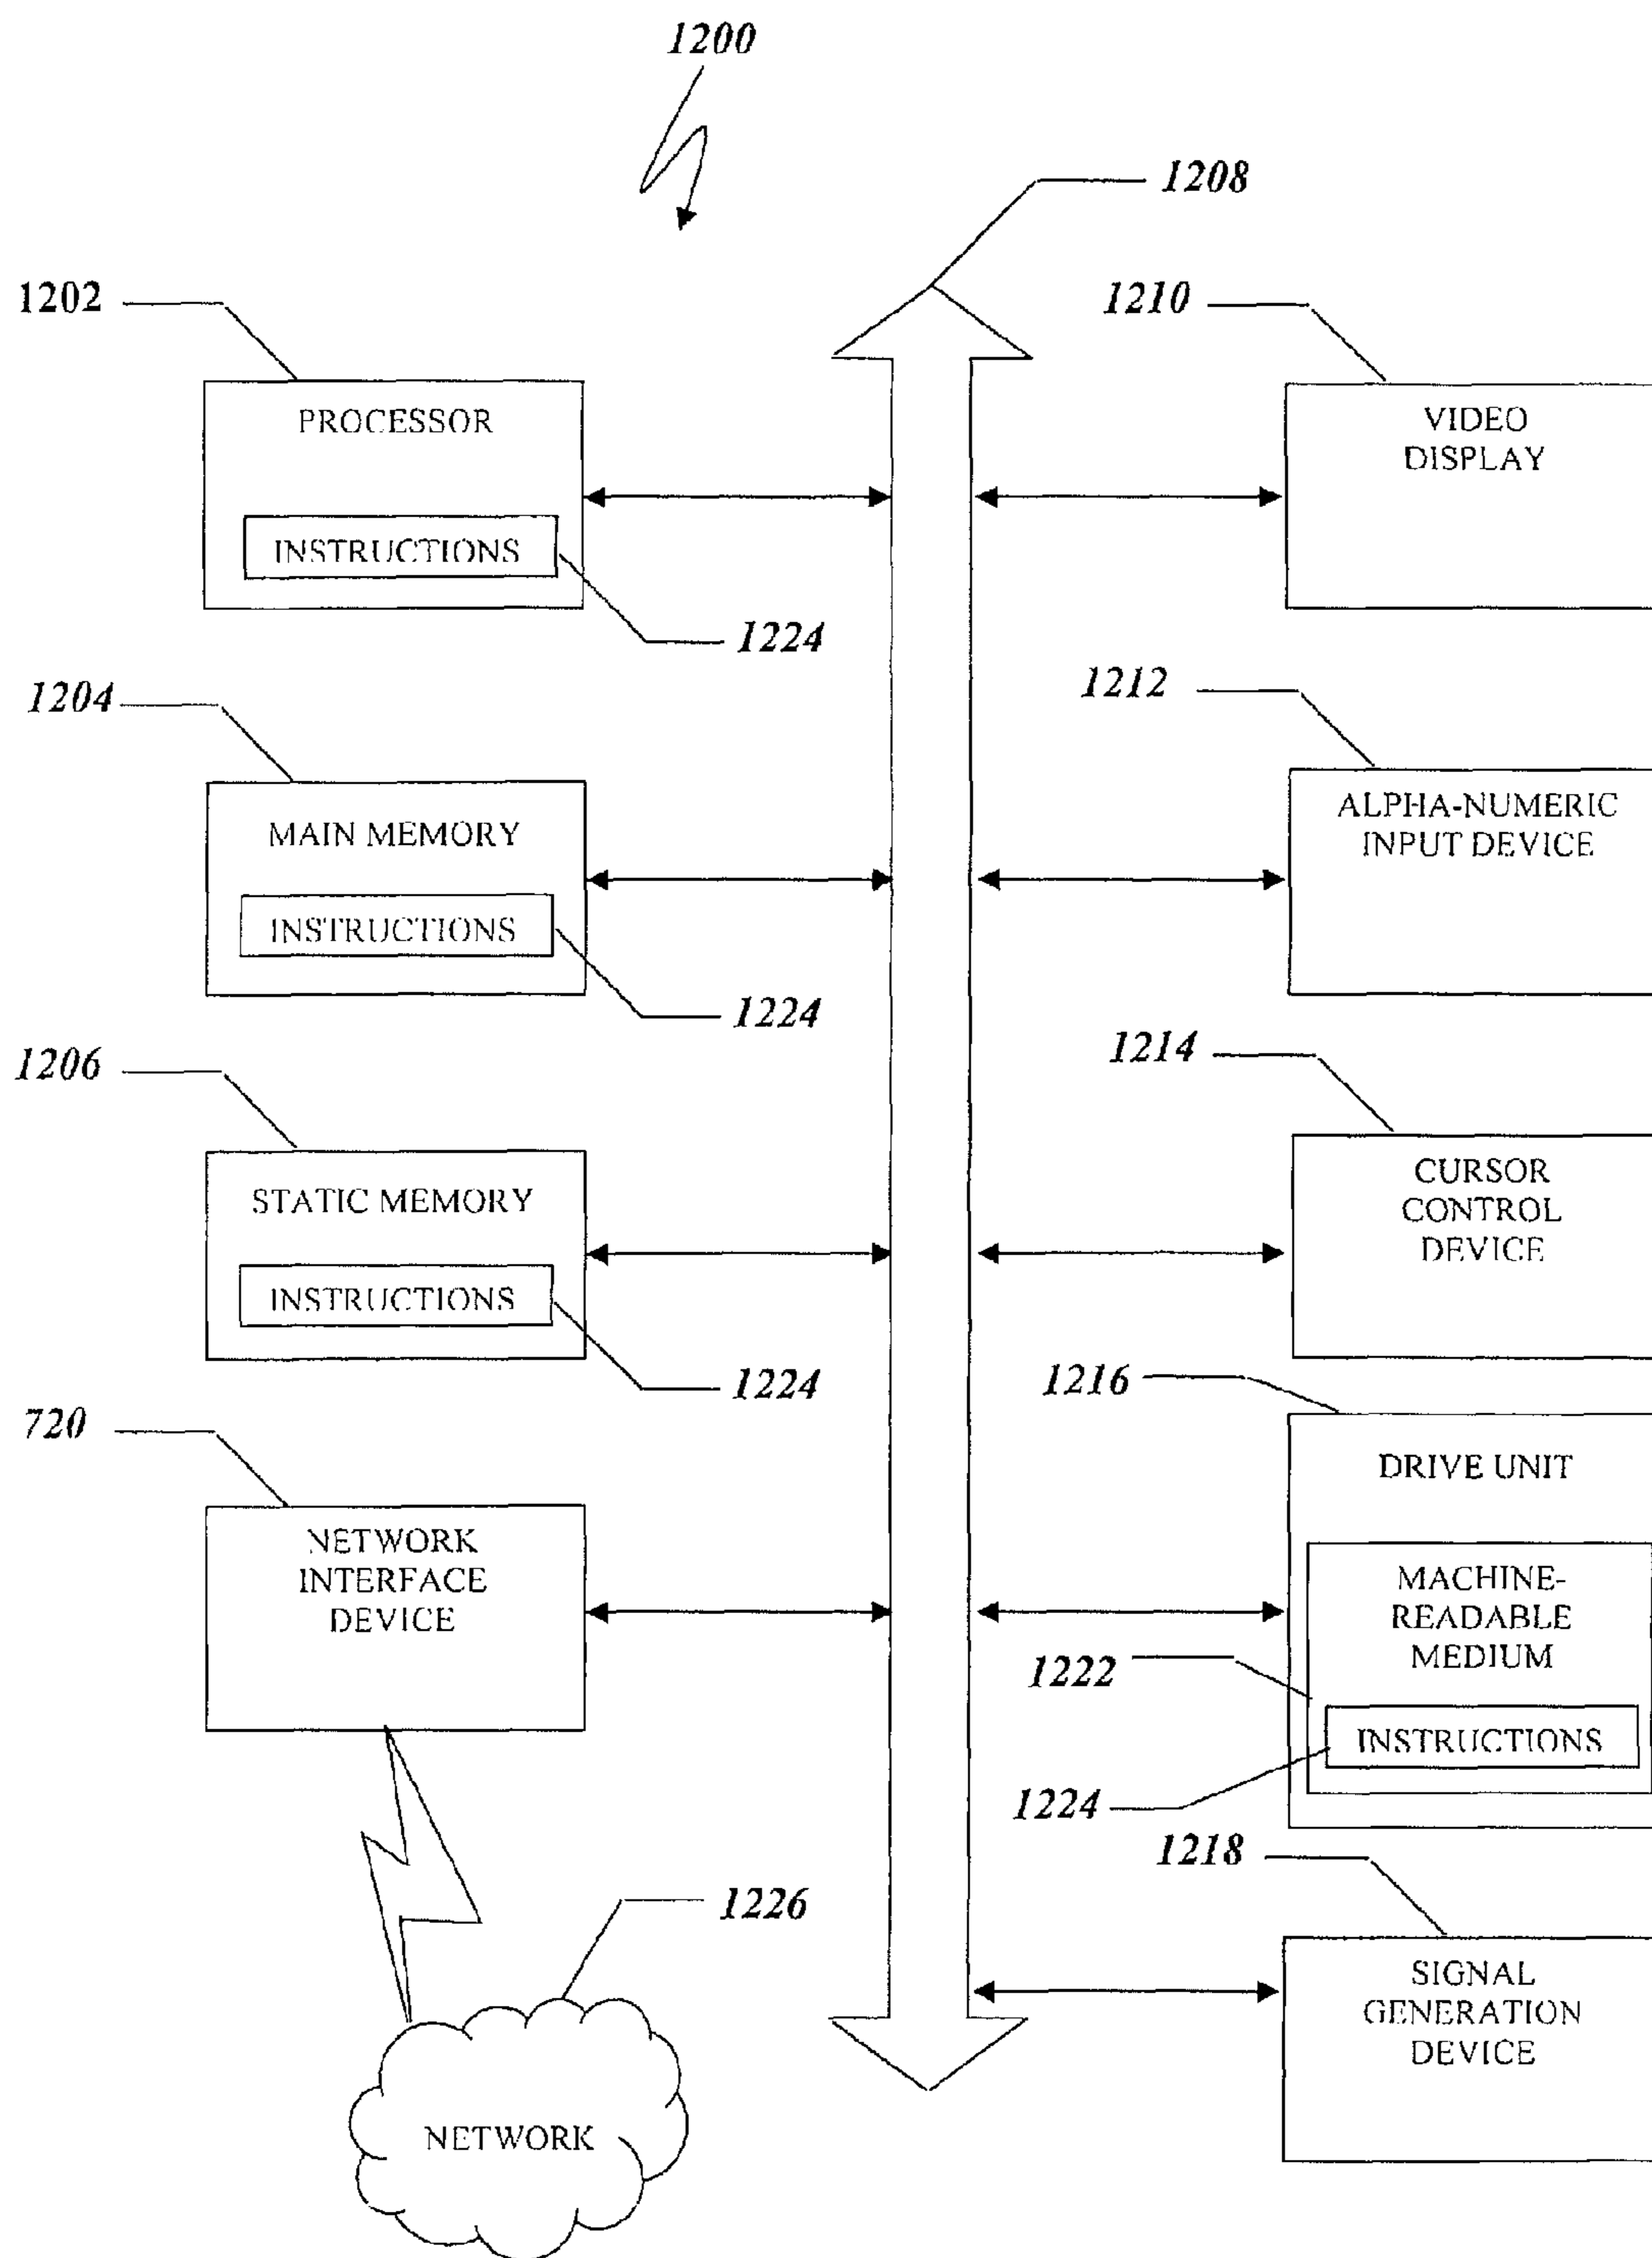 1200
1208
1202
PROCESSOR
INSTRUCTIONS
1224
1210
VIDEO
DISPLAY
1204
MAIN MEMORY
INSTRUCTIONS
1224
1212
ALPHA-NUMERIC
INPUT DEVICE
1206
STATIC MEMORY
INSTRUCTIONS
1224
1214
CURSOR
CONTROL
DEVICE
720
NETWORK
INTERFACE
DEVICE
1216
DRIVE UNIT
MACHINE-
READABLE
MEDIUM
1222
INSTRUCTIONS
1224
1226
NETWORK
1218
SIGNAL
GENERATION
DEVICE